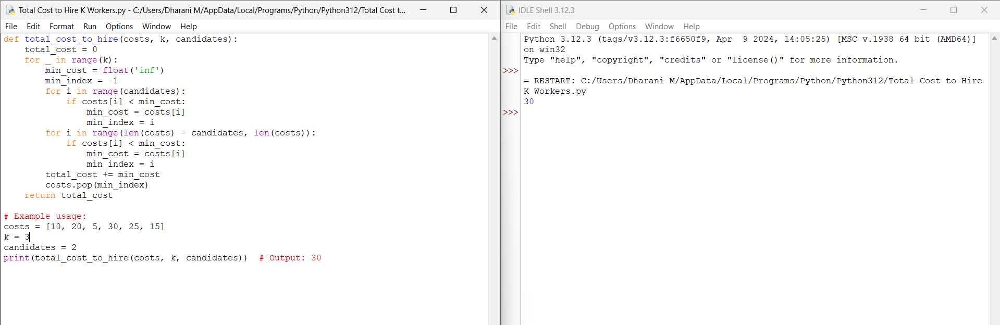 Total Cost to Hire K Workers.py - C:/Users/Dharani M/AppData/Local/Programs/Python/Python312/Total Cost t...
File Edit Format Run Options Window Help
def total_cost_to_hire(costs, k, candidates):
    total_cost = 0
    for _ in range(k):
        min_cost = float('inf')
        min_index = -1
        for i in range(candidates):
            if costs[i] < min_cost:
                min_cost = costs[i]
                min_index = i
        for i in range(len(costs) - candidates, len(costs)):
            if costs[i] < min_cost:
                min_cost = costs[i]
                min_index = i
        total_cost += min_cost
        costs.pop(min_index)
    return total_cost

# Example usage:
costs = [10, 20, 5, 30, 25, 15]
k = 3
candidates = 2
print(total_cost_to_hire(costs, k, candidates))  # Output: 30
IDLE Shell 3.12.3
File Edit Shell Debug Options Window Help
Python 3.12.3 (tags/v3.12.3:f6650f9, Apr  9 2024, 14:05:25) [MSC v.1938 64 bit (AMD64)]
on win32
Type "help", "copyright", "credits" or "license()" for more information.
>>>
= RESTART: C:/Users/Dharani M/AppData/Local/Programs/Python/Python312/Total Cost to Hire
K Workers.py
30
>>>